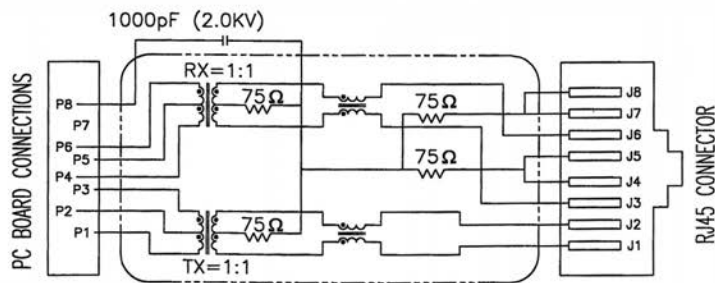 1000pF (2.0KV)
PC BOARD CONNECTIONS
P8
P7
P6
P5
P4
P3
P2
P1
RX=1:1
75Ω
75Ω
75Ω
75Ω
TX=1:1
J8
J7
J6
J5
J4
J3
J2
J1
RJ45 CONNECTOR